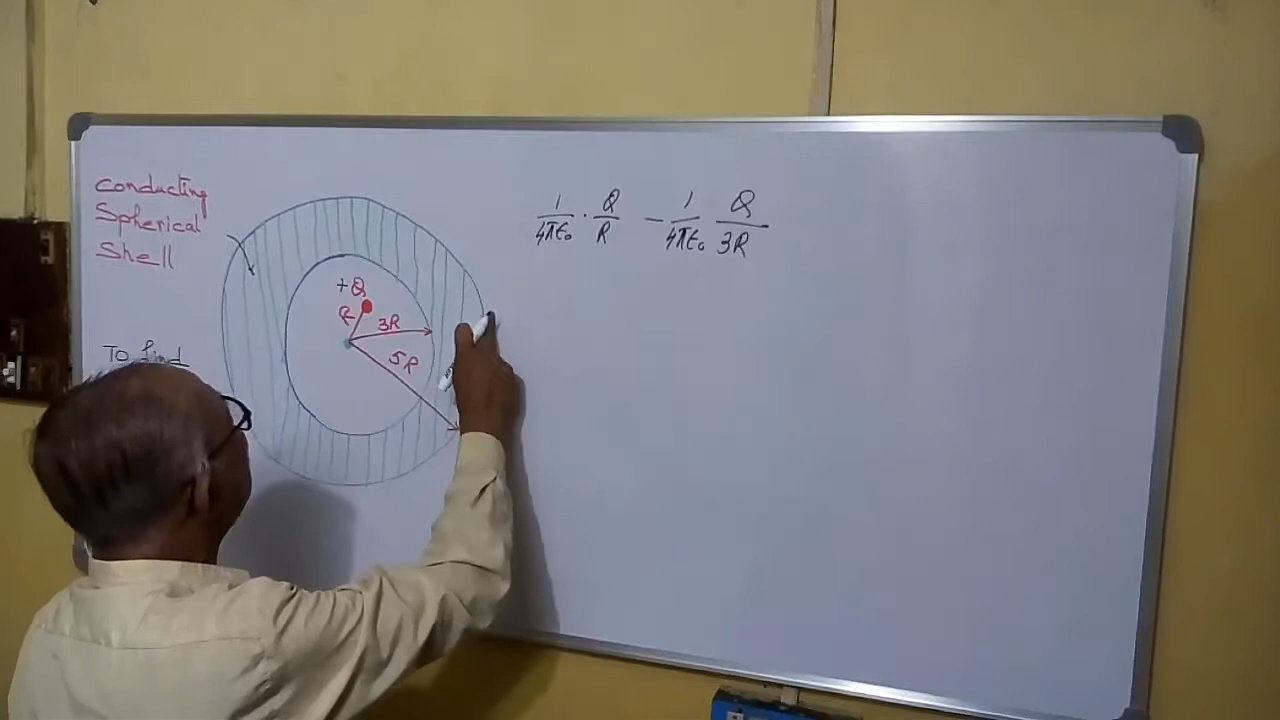 Conducting
Spherical
Shell
To find
+Q
R
3R
5R
1/4πε₀ · Q/R − 1/4πε₀ Q/3R